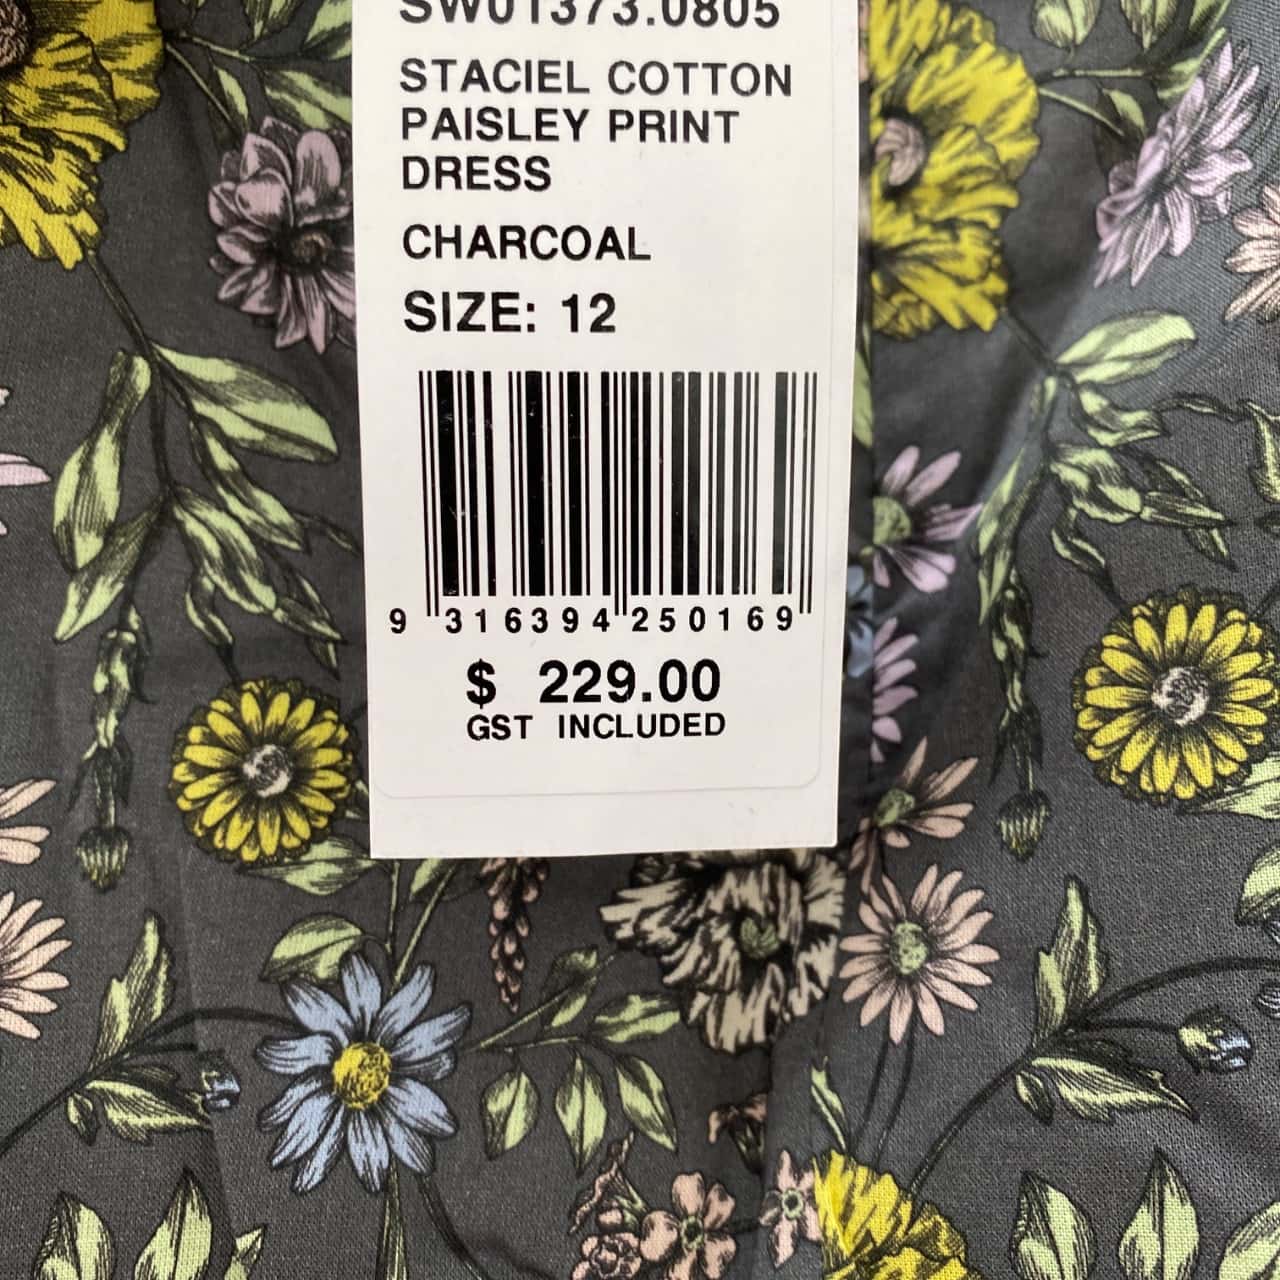 SW01373.0805
STACIEL COTTON
PAISLEY PRINT
DRESS
CHARCOAL
SIZE: 12
9 316394 250169
$ 229.00
GST INCLUDED